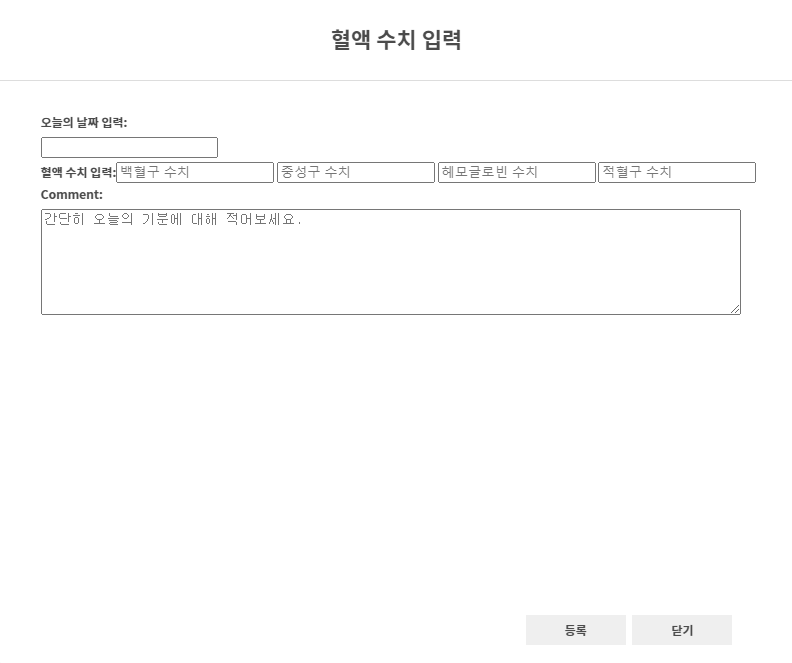 혈액 수치 입력
오늘의 날짜 입력:
혈액 수치 입력: 백혈구 수치 중성구 수치 헤모글로빈 수치 적혈구 수치
Comment:
간단히 오늘의 기분에 대해 적어보세요.
등록 닫기